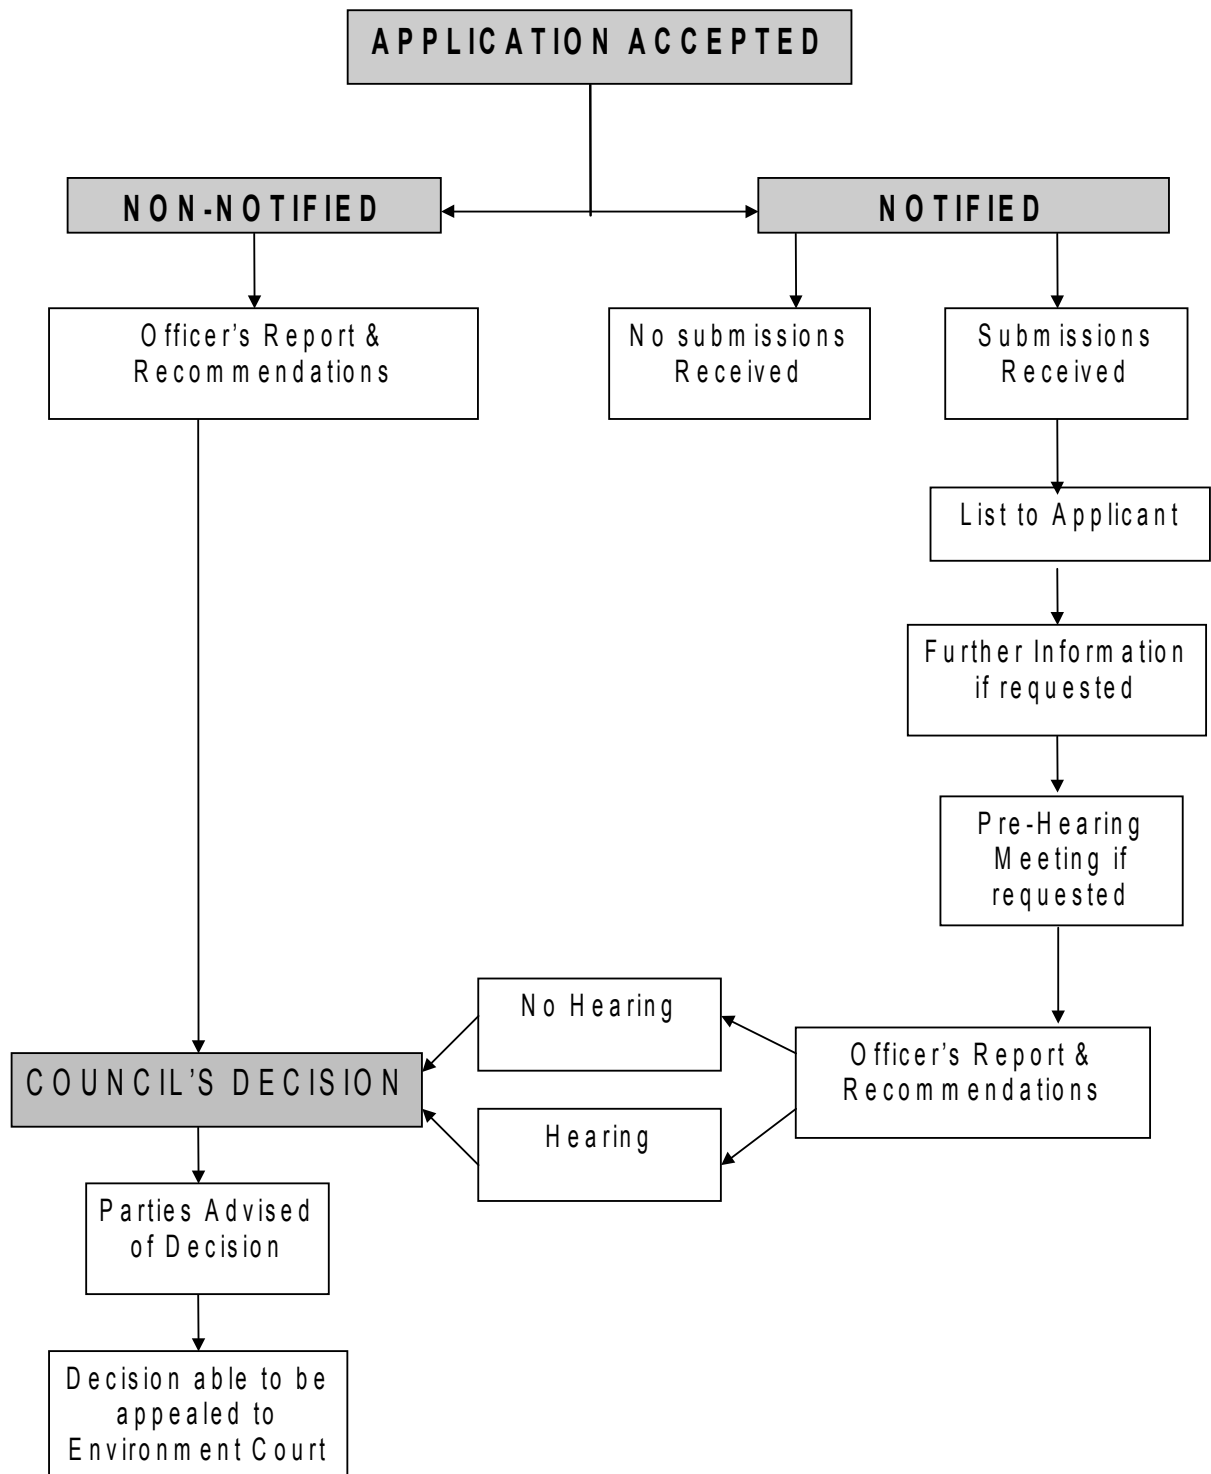 APPLICATION ACCEPTED
NON-NOTIFIED
NOTIFIED
Officer's Report &
Recommendations
No submissions
Received
Submissions
Received
List to Applicant
Further Information
if requested
Pre-Hearing
Meeting if
requested
No Hearing
Officer's Report &
Recommendations
COUNCIL'S DECISION
Hearing
Parties Advised
of Decision
Decision able to be
appealed to
Environment Court